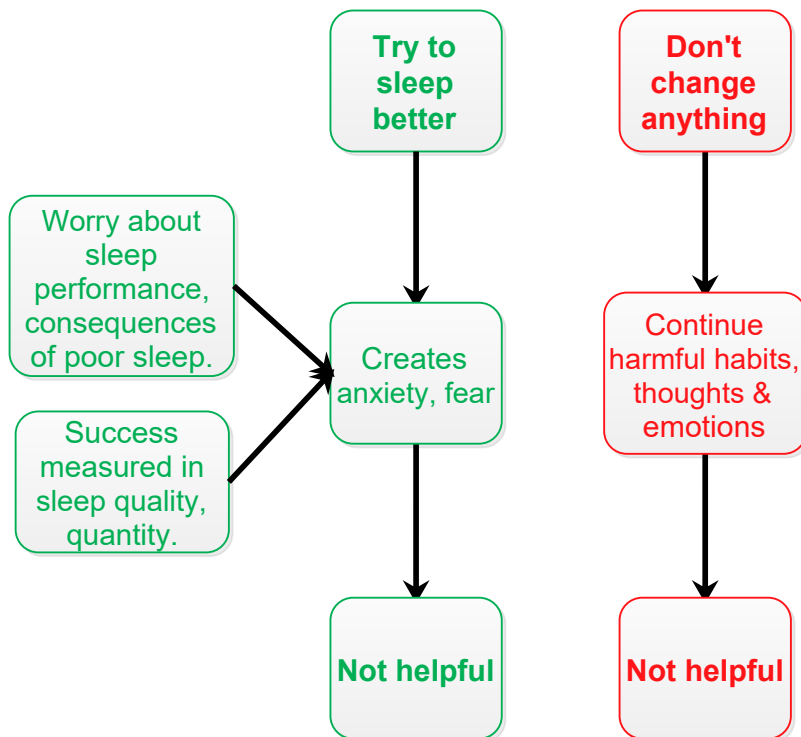 Try to
sleep
better
Don't
change
anything
Worry about
sleep
performance,
consequences
of poor sleep.
Creates
anxiety, fear
Continue
harmful habits,
thoughts &
emotions
Success
measured in
sleep quality,
quantity.
Not helpful
Not helpful